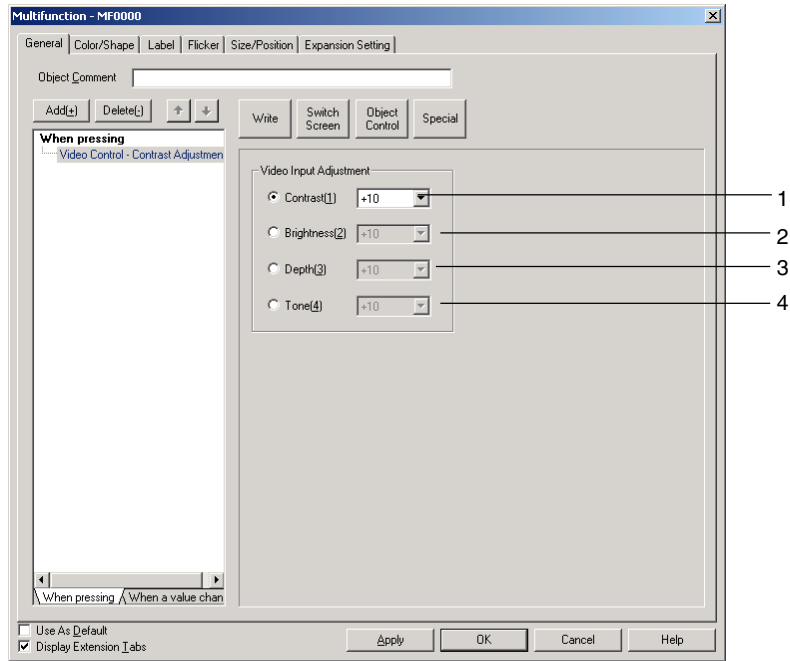 Multifunction - MF0000
General Color/Shape Label Flicker Size/Position Expansion Setting
Object Comment
Add(+) Delete(-)
Write Switch Screen Object Control Special
When pressing
Video Control - Contrast Adjustmen
Video Input Adjustment
Contrast(1) +10 1
Brightness(2) +10 2
Depth(3) +10 3
Tone(4) +10 4
When pressing When a value chan
Use As Default
Display Extension Tabs
Apply OK Cancel Help